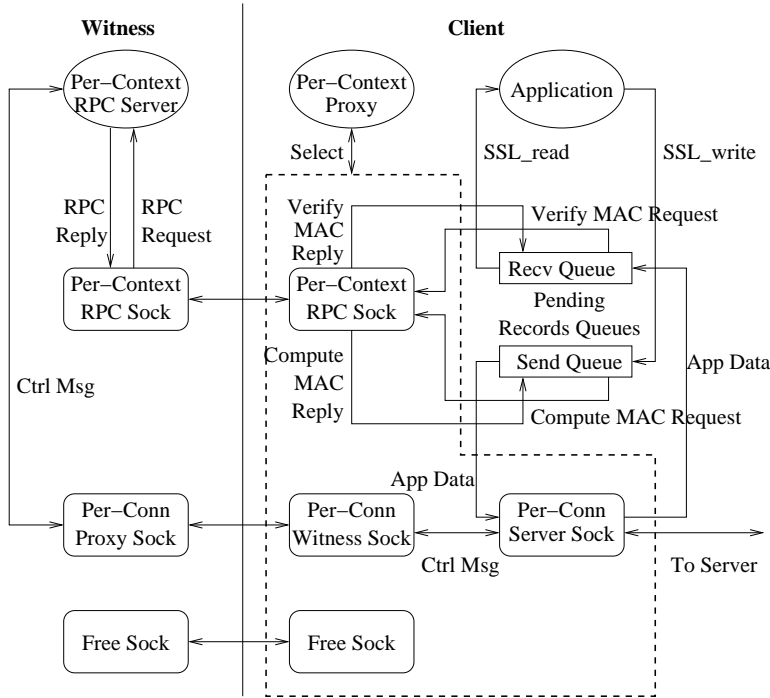 Witness
Client
Per−Context
RPC Server
Per−Context
Proxy
Application
Select
SSL_read
SSL_write
RPC
Reply
RPC
Request
Verify
MAC
Reply
Verify MAC Request
Per−Context
RPC Sock
Per−Context
RPC Sock
Recv Queue
Pending
Records Queues
Send Queue
Ctrl Msg
Compute
MAC
Reply
App Data
Compute MAC Request
App Data
Per−Conn
Proxy Sock
Per−Conn
Witness Sock
Per−Conn
Server Sock
Ctrl Msg
To Server
Free Sock
Free Sock